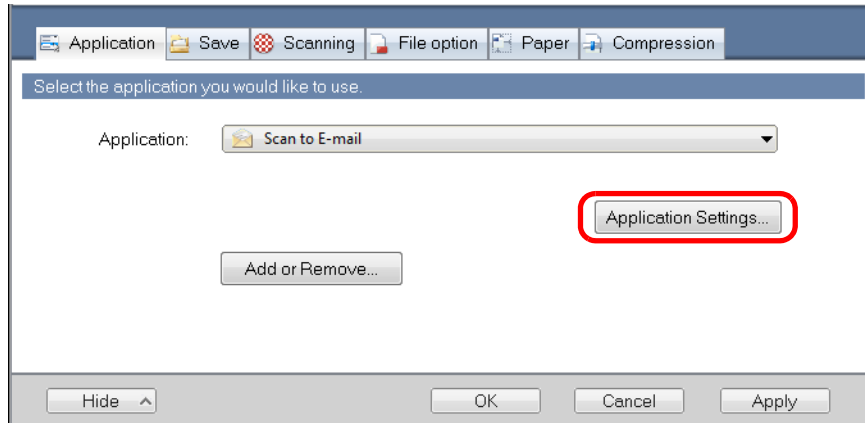 Application Save Scanning File option Paper Compression
Select the application you would like to use.
Application: Scan to E-mail
Application Settings...
Add or Remove...
Hide OK Cancel Apply